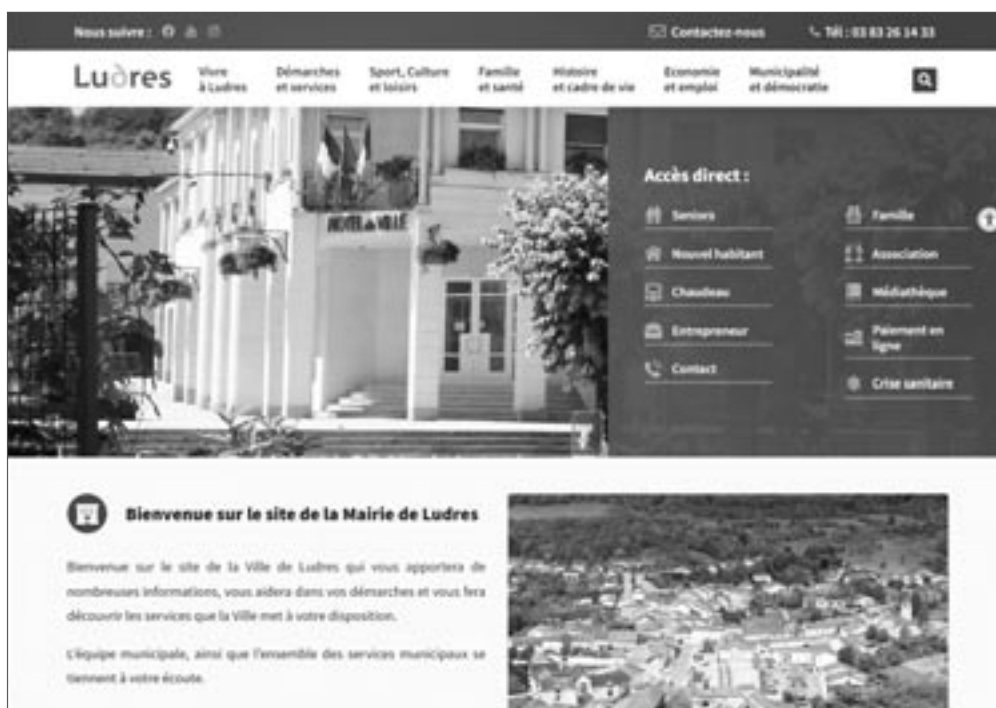 Nous suivre :
Contactez-nous
Tél : 03 83 26 14 33
Ludres
Vivre
à Ludres
Démarches
et services
Sport, Culture
et loisirs
Famille
et santé
Histoire
et cadre de vie
Economie
et emploi
Municipalité
et démocratie
HOTEL de VILLE
Accès direct :
Seniors
Nouvel habitant
Chaudeau
Entrepreneur
Contact
Famille
Association
Médiathèque
Paiement en
ligne
Crise sanitaire
Bienvenue sur le site de la Mairie de Ludres
Bienvenue sur le site de la Ville de Ludres qui vous apportera de
nombreuses informations, vous aidera dans vos démarches et vous fera
découvrir les services que la Ville met à votre disposition.
L'équipe municipale, ainsi que l'ensemble des services municipaux se
tiennent à votre écoute.